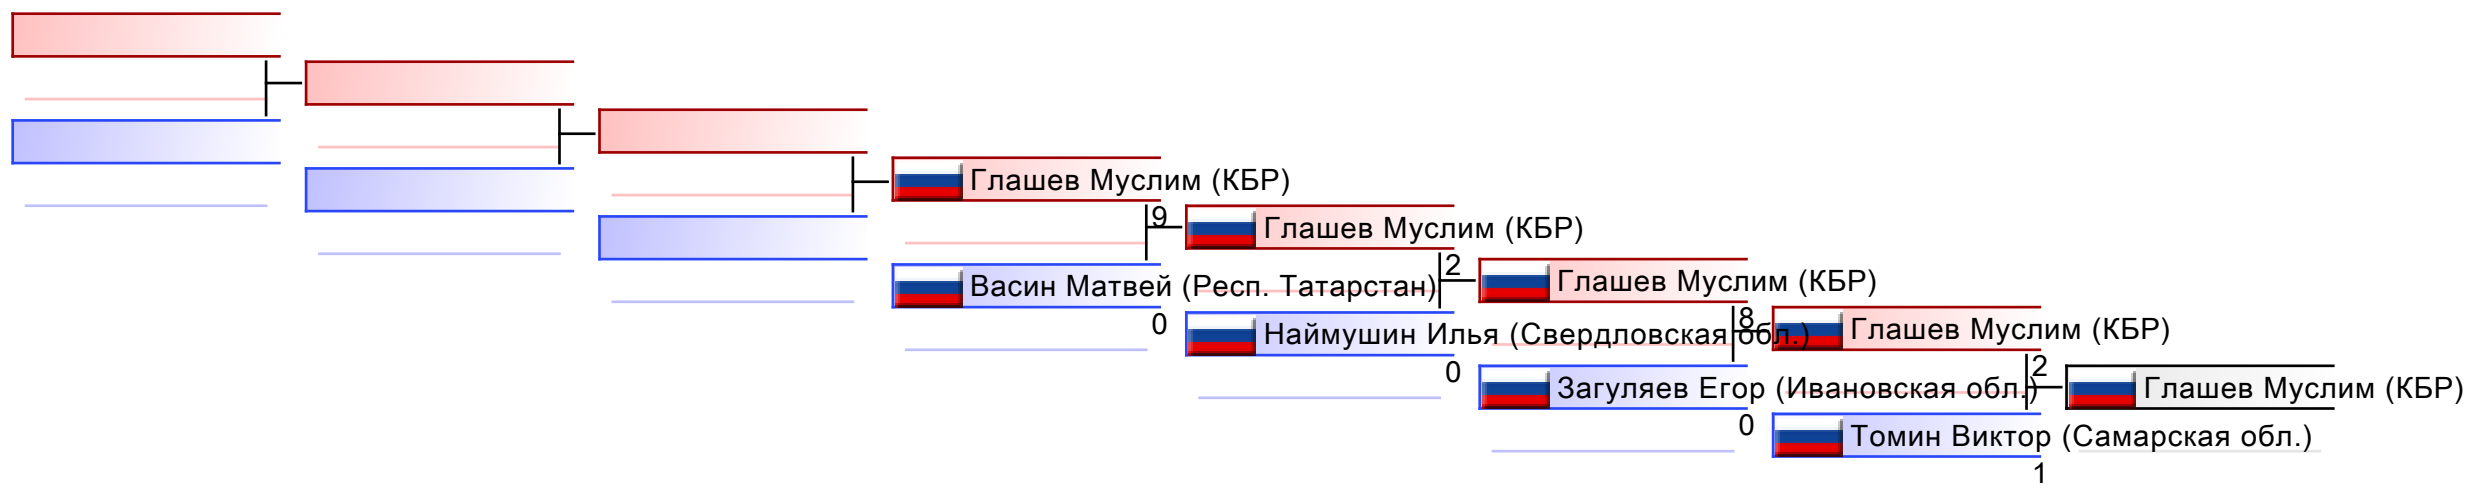 Глашев Муслим (КБР)
9
Глашев Муслим (КБР)
Васин Матвей (Респ. Татарстан)
0
2
Глашев Муслим (КБР)
Наймушин Илья (Свердловская обл.)
0
8
Глашев Муслим (КБР)
Загуляев Егор (Ивановская обл.)
0
2
Глашев Муслим (КБР)
Томин Виктор (Самарская обл.)
1